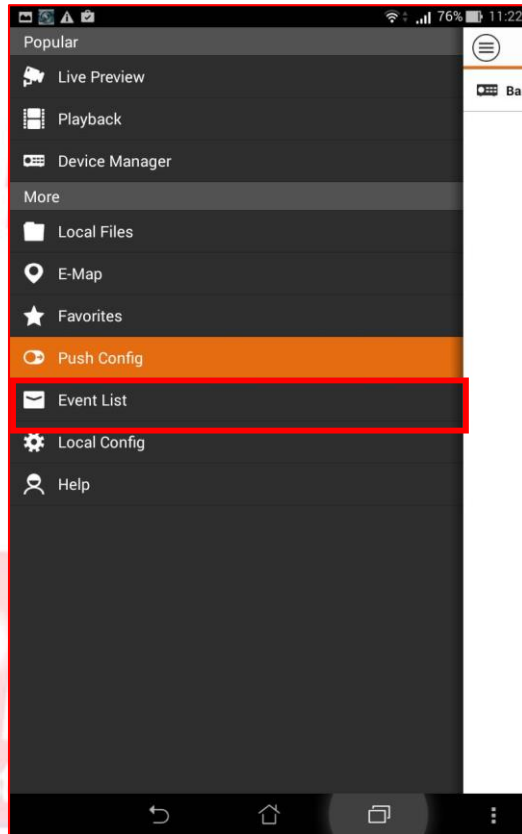 76% 11:22
Popular
Live Preview
Ba
Playback
Device Manager
More
Local Files
E-Map
Favorites
Push Config
Event List
Local Config
Help